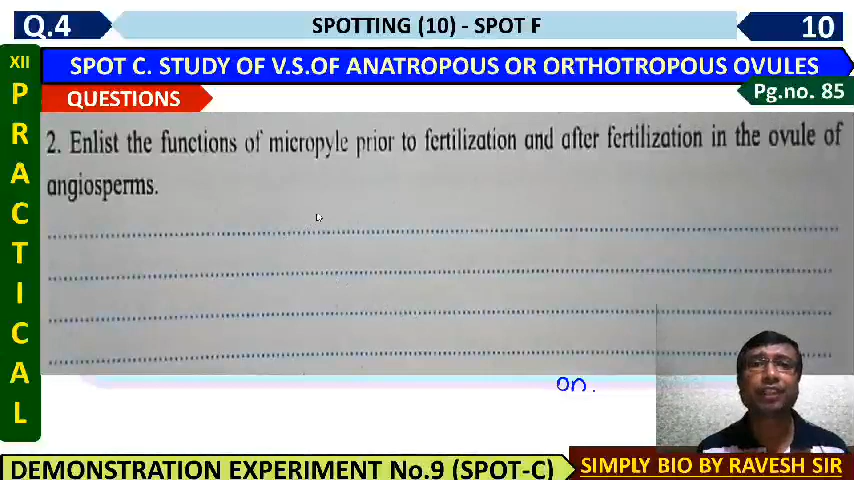 Q.4
SPOTTING (10) - SPOT F
10
XII
PRACTICAL
SPOT C. STUDY OF V.S.OF ANATROPOUS OR ORTHOTROPOUS OVULES
QUESTIONS
Pg.no. 85
2. Enlist the functions of micropyle prior to fertilization and after fertilization in the ovule of
angiosperms.
on.
DEMONSTRATION EXPERIMENT No.9 (SPOT-C)
SIMPLY BIO BY RAVESH SIR